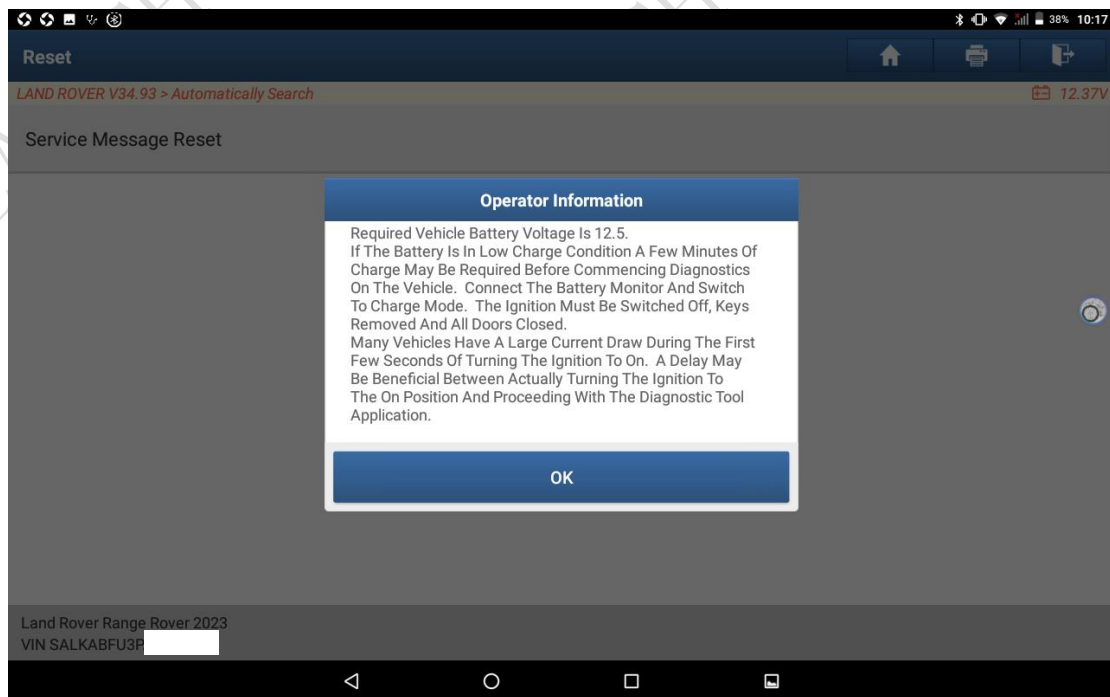 38% 10:17
Reset
LAND ROVER V34.93 > Automatically Search
12.37V
Service Message Reset
Operator Information
Required Vehicle Battery Voltage Is 12.5.
If The Battery Is In Low Charge Condition A Few Minutes Of
Charge May Be Required Before Commencing Diagnostics
On The Vehicle. Connect The Battery Monitor And Switch
To Charge Mode. The Ignition Must Be Switched Off, Keys
Removed And All Doors Closed.
Many Vehicles Have A Large Current Draw During The First
Few Seconds Of Turning The Ignition To On. A Delay May
Be Beneficial Between Actually Turning The Ignition To
The On Position And Proceeding With The Diagnostic Tool
Application.
OK
Land Rover Range Rover 2023
VIN SALKABFU3P